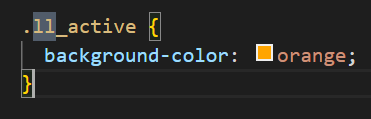 .ll_active {
  background-color: orange;
}